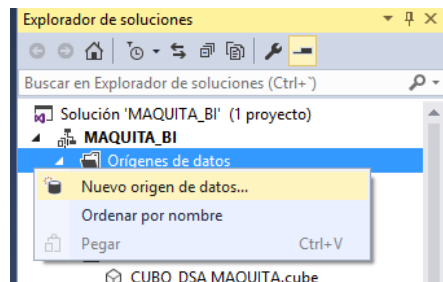 Explorador de soluciones
Buscar en Explorador de soluciones (Ctrl+¨)
Solución 'MAQUITA_BI' (1 proyecto)
MAQUITA_BI
Orígenes de datos
Nuevo origen de datos...
Ordenar por nombre
Pegar Ctrl+V
CUBO_DSA MAQUITA.cube